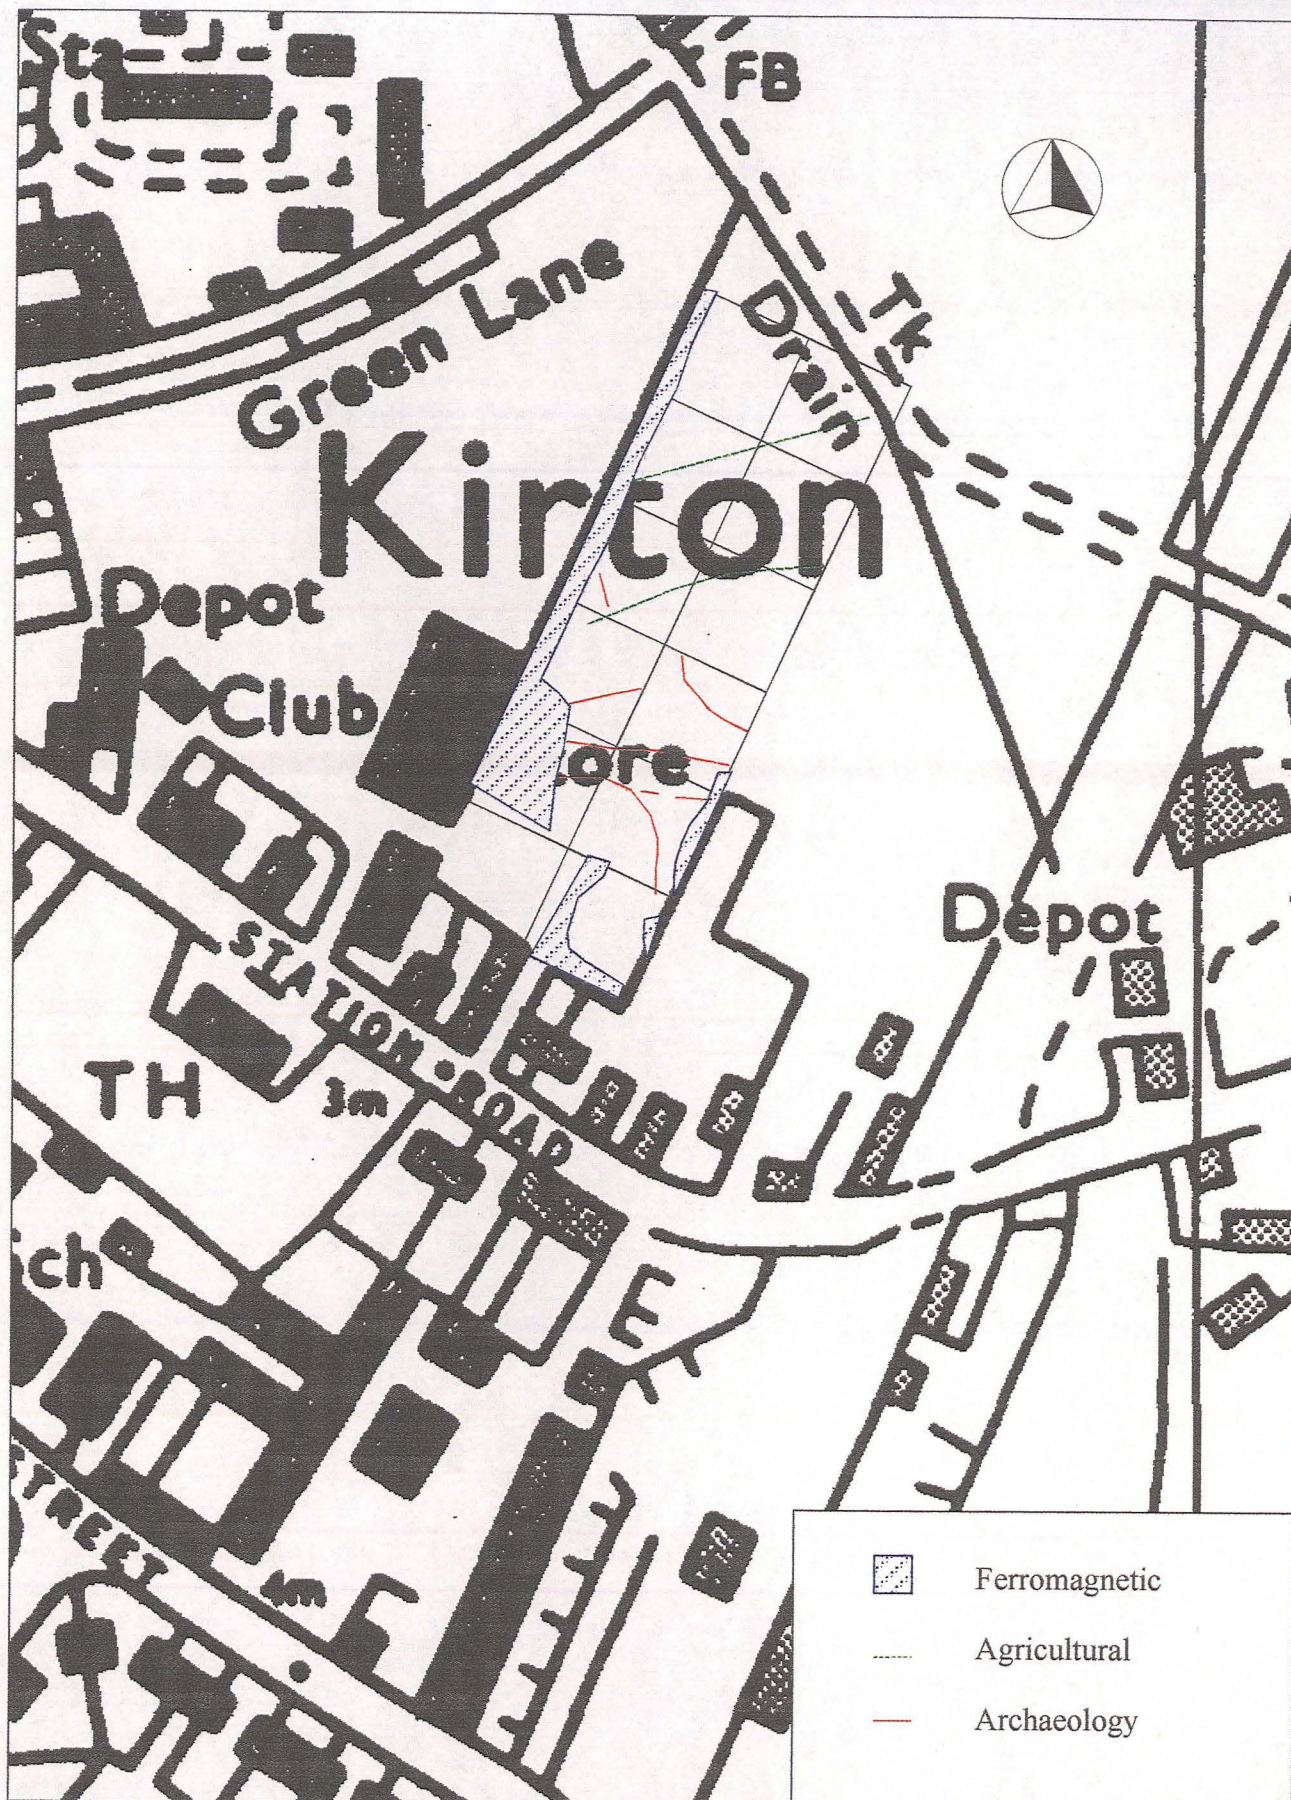 Sta
FB
Green Lane
Drain
Tk
Kirton
Depot
Club
ore
Depot
STATION ROAD
TH
3m
Sch
STREET
4m
Ferromagnetic
Agricultural
Archaeology